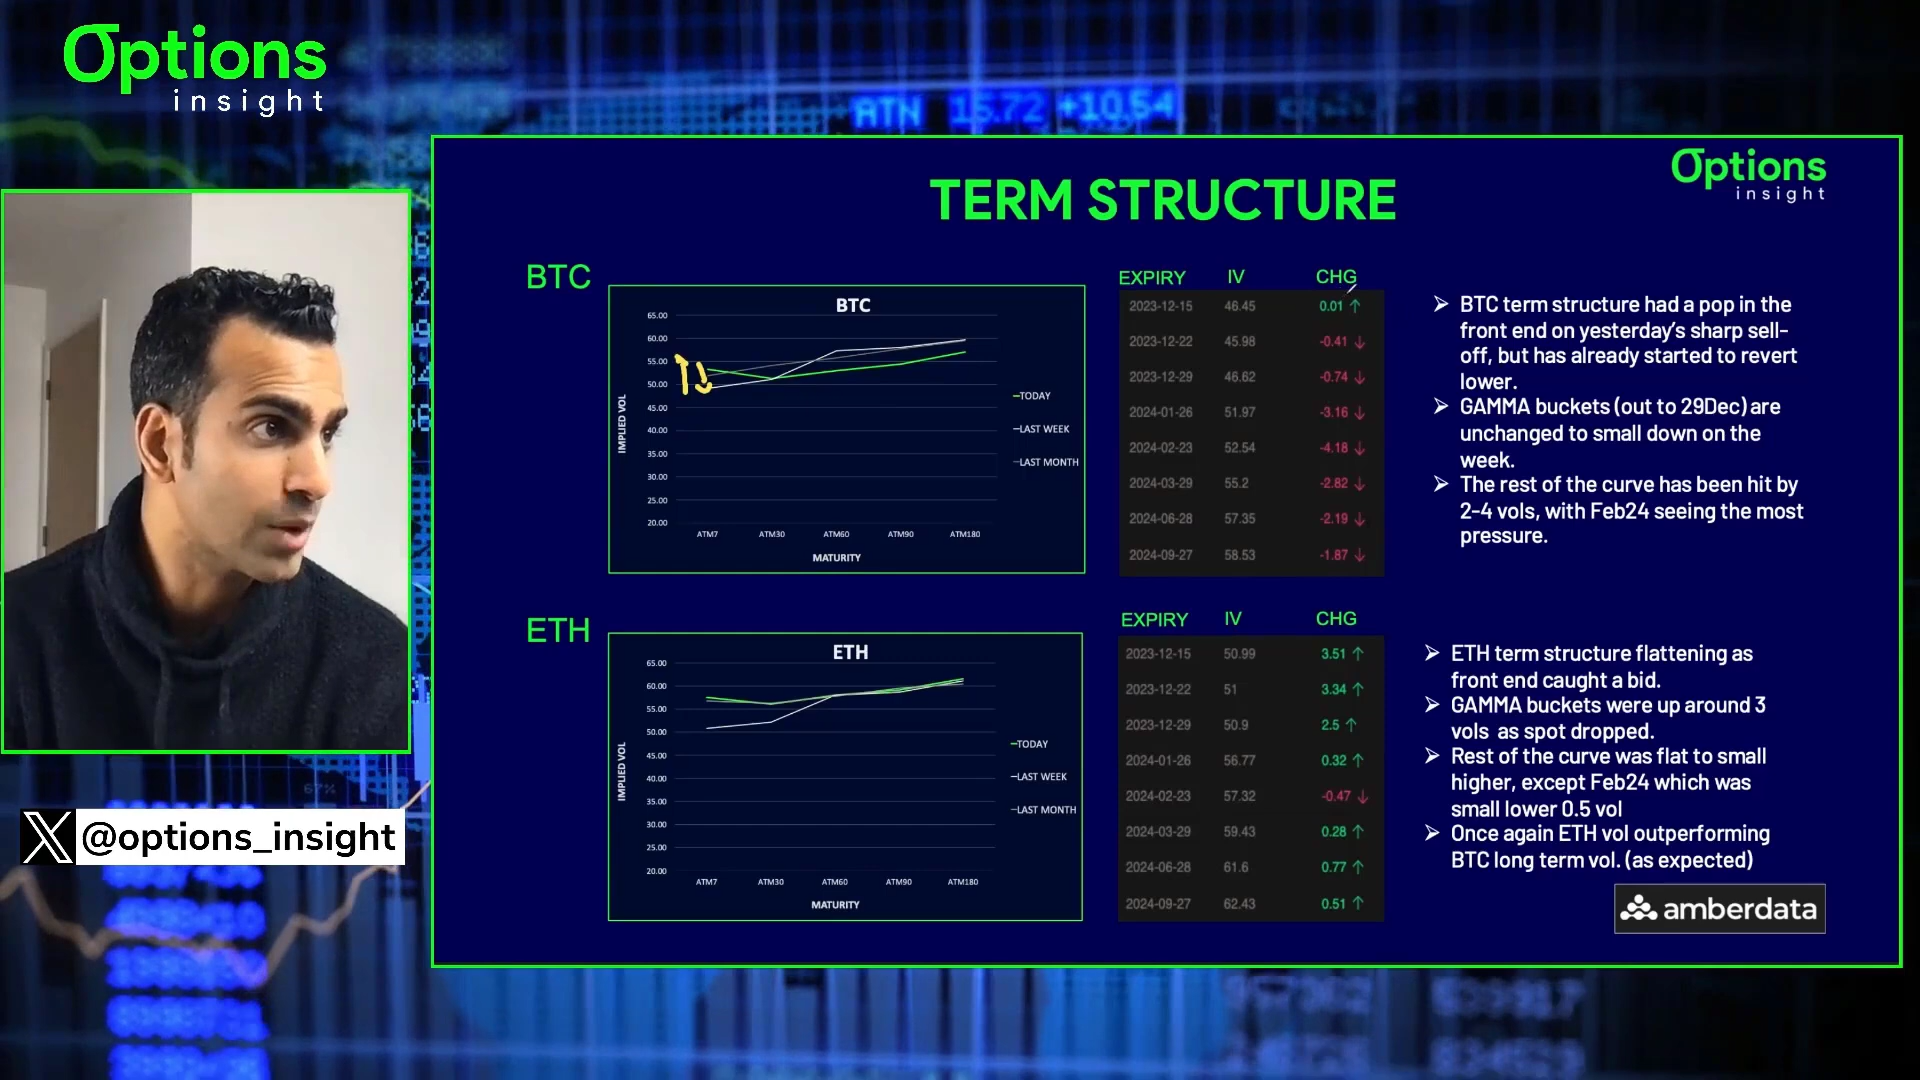 Options
insight
ATN 15.72 +10.54
Options
insight
TERM STRUCTURE
BTC
BTC
65.00
60.00
55.00
50.00
45.00
40.00
35.00
30.00
25.00
20.00
IMPLIED VOL
ATM7 ATM30 ATM60 ATM90 ATM180
MATURITY
TODAY
LAST WEEK
LAST MONTH
EXPIRY IV CHG
2023-12-15 46.45 0.01 ↑
2023-12-22 45.98 -0.41 ↓
2023-12-29 46.62 -0.74 ↓
2024-01-26 51.97 -3.16 ↓
2024-02-23 52.54 -4.18 ↓
2024-03-29 55.2 -2.82 ↓
2024-06-28 57.35 -2.19 ↓
2024-09-27 58.53 -1.87 ↓
BTC term structure had a pop in the
front end on yesterday's sharp sell-
off, but has already started to revert
lower.
GAMMA buckets (out to 29Dec) are
unchanged to small down on the
week.
The rest of the curve has been hit by
2-4 vols, with Feb24 seeing the most
pressure.
ETH
ETH
65.00
60.00
55.00
50.00
45.00
40.00
35.00
30.00
25.00
20.00
IMPLIED VOL
ATM7 ATM30 ATM60 ATM90 ATM180
MATURITY
TODAY
LAST WEEK
LAST MONTH
EXPIRY IV CHG
2023-12-15 50.99 3.51 ↑
2023-12-22 51 3.34 ↑
2023-12-29 50.9 2.5 ↑
2024-01-26 56.77 0.32 ↑
2024-02-23 57.32 -0.47 ↓
2024-03-29 59.43 0.28 ↑
2024-06-28 61.6 0.77 ↑
2024-09-27 62.43 0.51 ↑
ETH term structure flattening as
front end caught a bid.
GAMMA buckets were up around 3
vols as spot dropped.
Rest of the curve was flat to small
higher, except Feb24 which was
small lower 0.5 vol
Once again ETH vol outperforming
BTC long term vol. (as expected)
amberdata
67%
X @options_insight